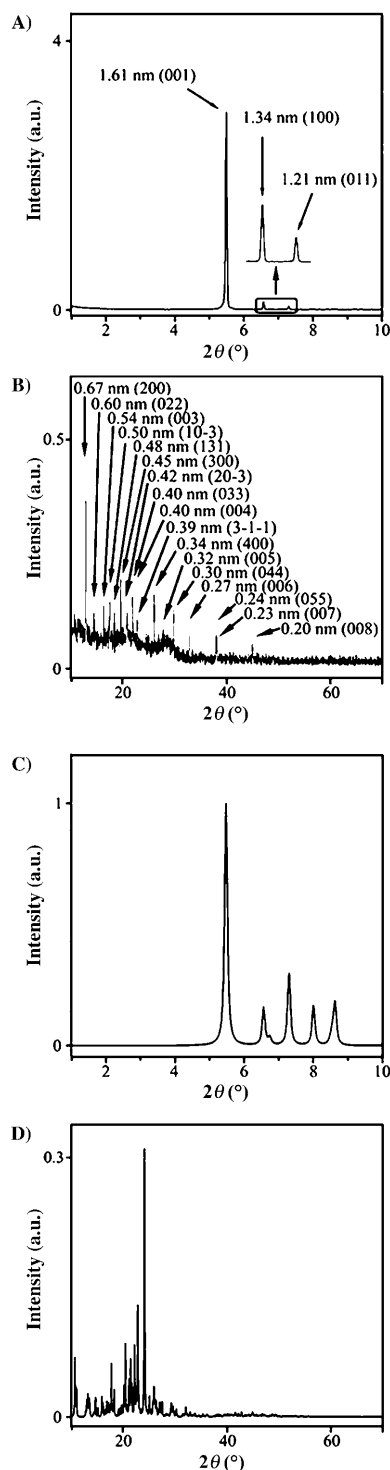 A)
4
1.61 nm (001)
1.34 nm (100)
1.21 nm (011)
Intensity (a.u.)
0
2 4 6 8 10
2θ (°)
B)
0.67 nm (200)
0.60 nm (022)
0.54 nm (003)
0.50 nm (10-3)
0.48 nm (131)
0.45 nm (300)
0.42 nm (20-3)
0.40 nm (033)
0.40 nm (004)
0.39 nm (3-1-1)
0.34 nm (400)
0.32 nm (005)
0.30 nm (044)
0.27 nm (006)
0.24 nm (055)
0.23 nm (007)
0.20 nm (008)
0.5
Intensity (a.u.)
0
20 40 60
2θ (°)
C)
1
Intensity (a.u.)
0
2 4 6 8 10
2θ (°)
D)
0.3
Intensity (a.u.)
0
20 40 60
2θ (°)